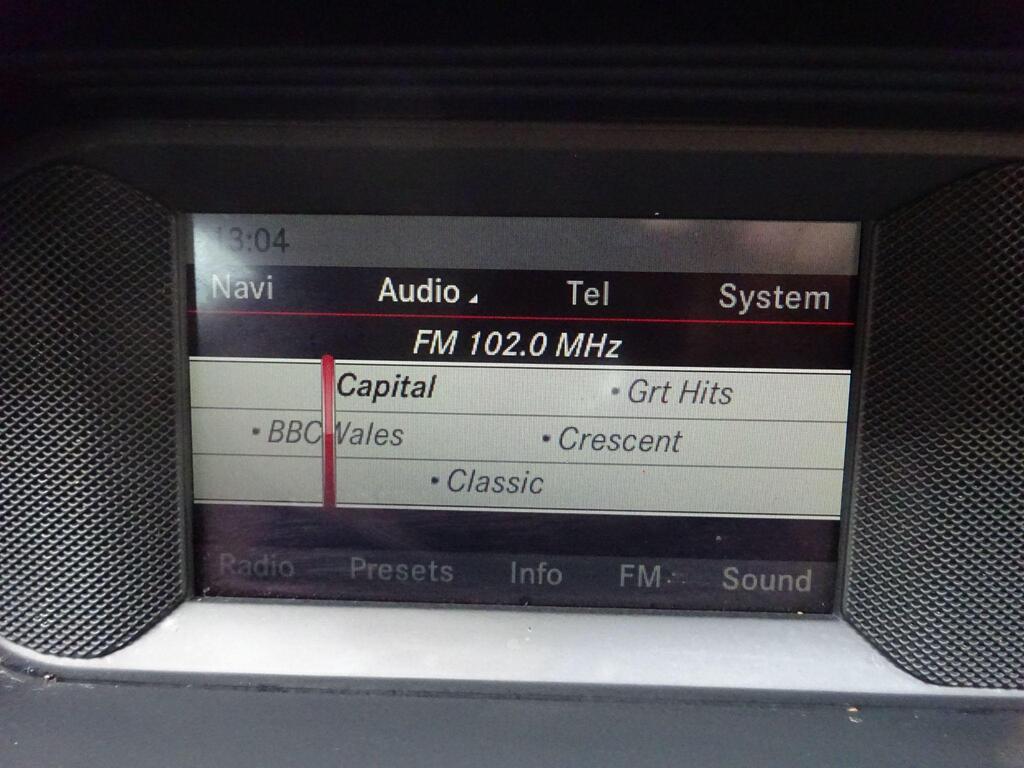 13:04
Navi Audio Tel System
FM 102.0 MHz
Capital • Grt Hits
• BBC Wales • Crescent
• Classic
Radio Presets Info FM Sound